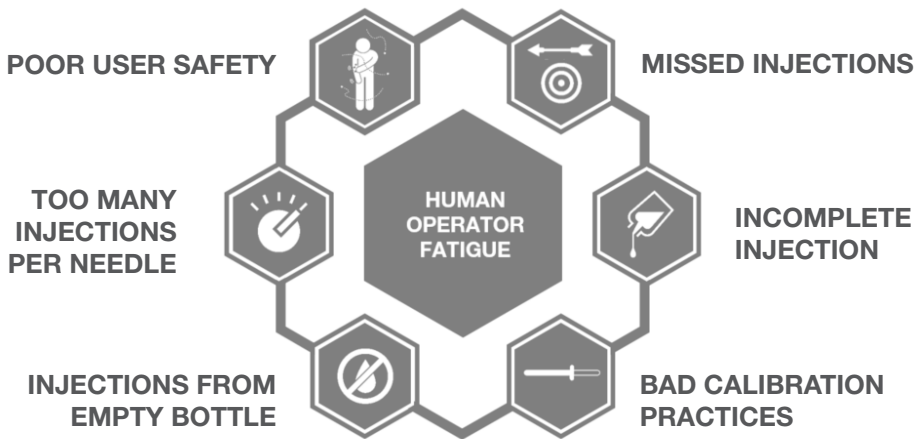 POOR USER SAFETY
MISSED INJECTIONS
TOO MANY
INJECTIONS
PER NEEDLE
HUMAN
OPERATOR
FATIGUE
INCOMPLETE
INJECTION
INJECTIONS FROM
EMPTY BOTTLE
BAD CALIBRATION
PRACTICES